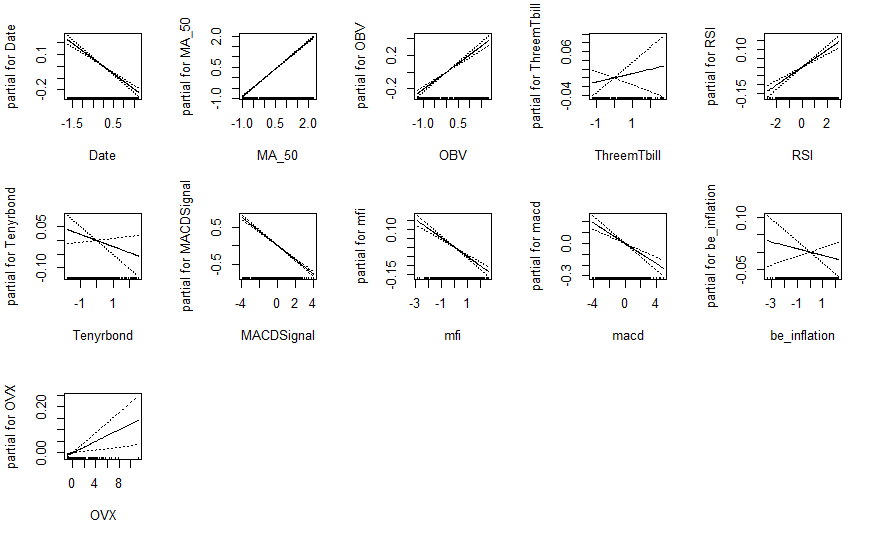 partial for Date
0.1
-0.2
-1.5 0.5
Date
partial for MA_50
2.0
0.5
-1.0
-1.0 0.5 2.0
MA_50
partial for OBV
0.2
-0.2
-1.0 0.5
OBV
partial for ThreemTbill
0.06
-0.04
-1 1
ThreemTbill
partial for RSI
0.10
-0.15
-2 0 2
RSI
partial for Tenyrbond
0.05
-0.10
-1 1
Tenyrbond
partial for MACDSignal
0.5
-0.5
-4 0 2 4
MACDSignal
partial for mfi
0.10
-0.15
-3 -1 1
mfi
partial for macd
0.0
-0.3
-4 0 4
macd
partial for be_inflation
0.10
-0.05
-3 -1 1
be_inflation
partial for OVX
0.20
0.00
0 4 8
OVX